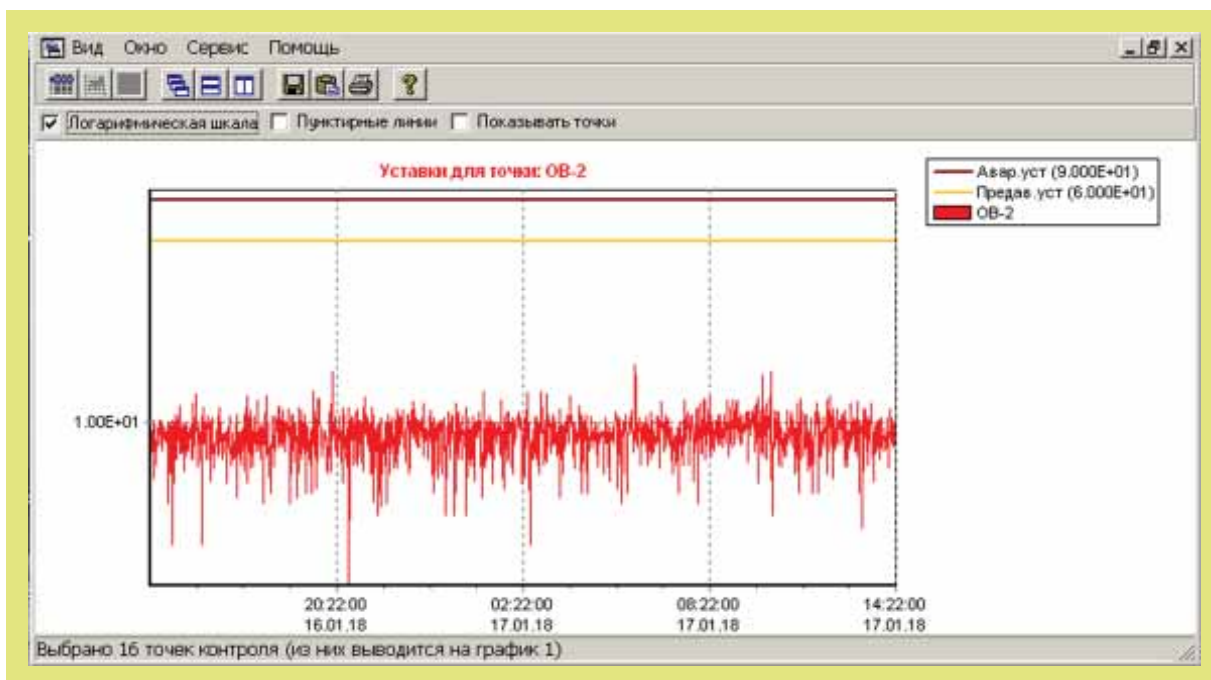 Вид Окно Сервис Помощь
Логарифмическая шкала Пунктирные линии Показывать точки
Уставки для точки: ОВ-2
Авар.уст (9.000E+01)
Предав.уст (6.000E+01)
ОВ-2
1.00E+01
20:22:00 02:22:00 08:22:00 14:22:00
16.01.18 17.01.18 17.01.18 17.01.18
Выбрано 16 точек контроля (из них выводится на график 1)